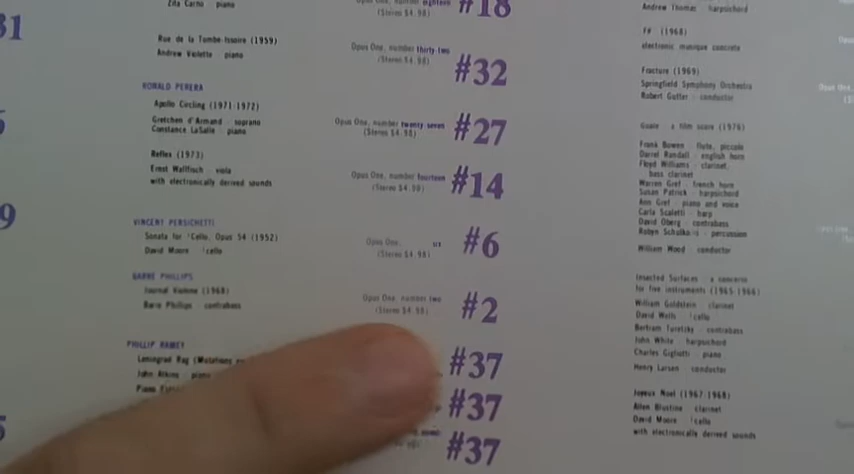 31
Zita Carno piano
Rue de la Tombe-Issoire (1959)
Andrew Violette piano
RONALD PERERA
Apollo Circling (1971-1972)
Gretchen d'Armand soprano
Constance LaSalle piano
Reflex (1973)
Ernst Wallfisch viola
with electronically derived sounds
9
VINCENT PERSICHETTI
Sonata for 'Cello, Opus 54 (1952)
David Moore 'cello
BARRE PHILLIPS
Journal Violone (1968)
Barre Phillips contrabass
PHILLIP RAMEY
Leningrad Rag (Mutations on
John Atkins piano
Piano
Opus One, number eighteen
(Stereo $4.98)
#18
Opus One, number thirty-two
(Stereo $4.98)
#32
Opus One, number twenty-seven
(Stereo $4.98)
#27
Opus One, number fourteen
(Stereo $4.98)
#14
Opus One, six
(Stereo $4.98)
#6
Opus One, number two
(Stereo $4.98)
#2
#37
#37
#37
Andrew Thomas harpsichord
F# (1968)
electronic musique concrete
Fracture (1969)
Springfield Symphony Orchestra
Robert Gutter conductor
a film score (1976)
Frank Bowen flute, piccolo
Darrel Randall english horn
Floyd Williams clarinet,
bass clarinet
Warren Gref french horn
Susan Patrick harpsichord
Ann Gref piano and voice
Carla Scaletti harp
David Oberg contrabass
Robyn Schulkowsky percussion
William Wood conductor
Insected Surfaces a concerto
for five instruments (1965-1966)
William Goldstein clarinet
David Wells 'cello
Bertram Turetzky contrabass
John White harpsichord
Charles Gigliotti piano
Henry Larsen conductor
Joyeux Noel (1967-1968)
Allen Blustine clarinet
David Moore 'cello
with electronically derived sounds
Opus One,